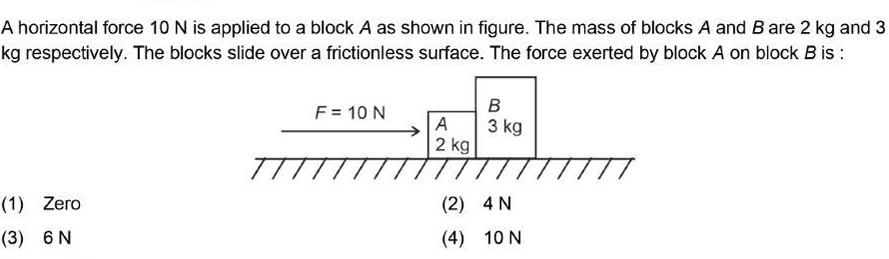 A horizontal force 10 N is applied to a block A as shown in figure. The mass of blocks A and B are 2 kg and 3
kg respectively. The blocks slide over a frictionless surface. The force exerted by block A on block B is :
F = 10 N
A
2 kg
B
3 kg
(1) Zero
(2) 4 N
(3) 6 N
(4) 10 N